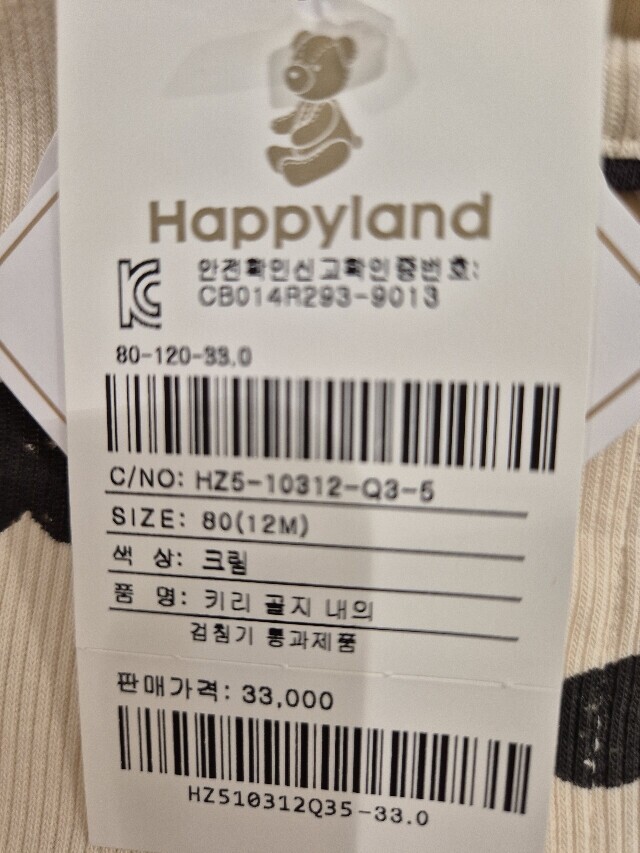 Happyland
안전확인신고확인증번호:
CB014R293-9013
80-120-33.0
C/NO: HZ5-10312-Q3-5
SIZE: 80(12M)
색 상: 크림
품 명: 키리 골지 내의
검침기 통과제품
판매가격: 33,000
HZ510312Q35-33.0